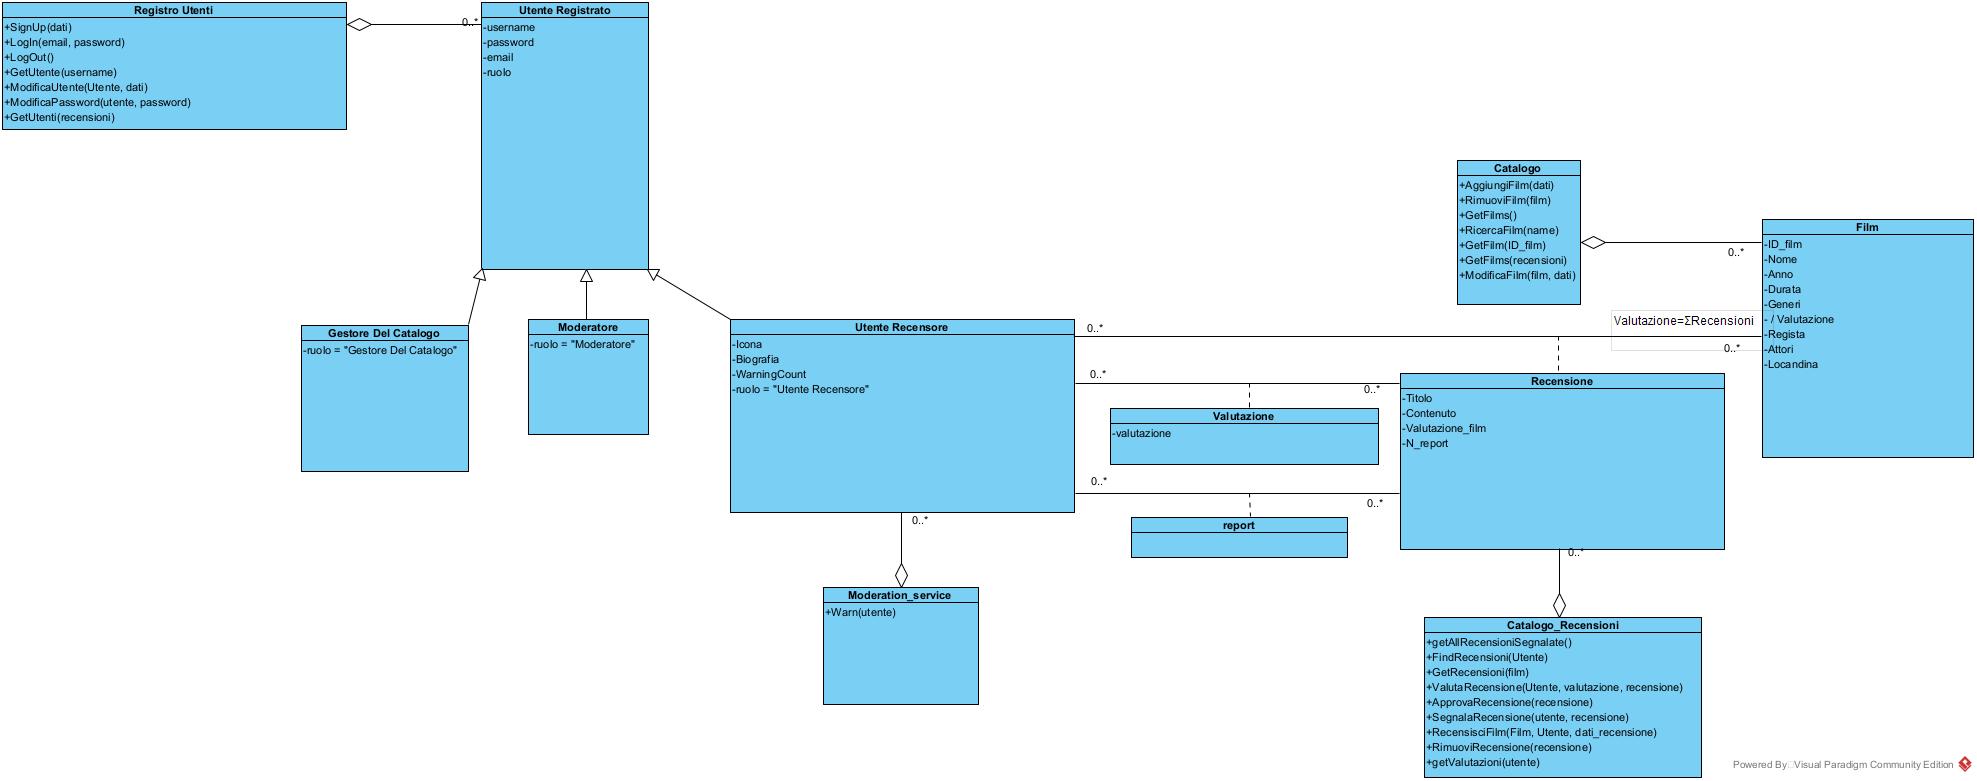 Registro Utenti
+SignUp(dati)
+LogIn(email, password)
+LogOut()
+GetUtente(username)
+ModificaUtente(Utente, dati)
+ModificaPassword(utente, password)
+GetUtenti(recensioni)
0..*
Utente Registrato
-username
-password
-email
-ruolo
Gestore Del Catalogo
-ruolo = "Gestore Del Catalogo"
Moderatore
-ruolo = "Moderatore"
Utente Recensore
-Icona
-Biografia
-WarningCount
-ruolo = "Utente Recensore"
0..*
Moderation_service
+Warn(utente)
Catalogo
+AggiungiFilm(dati)
+RimuoviFilm(film)
+GetFilms()
+RicercaFilm(name)
+GetFilm(ID_film)
+GetFilms(recensioni)
+ModificaFilm(film, dati)
0..*
Film
-ID_film
-Nome
-Anno
-Durata
-Generi
- / Valutazione
-Regista
-Attori
-Locandina
Valutazione=ΣRecensioni
0..*
0..*
0..*
0..*
Valutazione
-valutazione
0..*
0..*
report
Recensione
-Titolo
-Contenuto
-Valutazione_film
-N_report
0..*
Catalogo_Recensioni
+getAllRecensioniSegnalate()
+FindRecensioni(Utente)
+GetRecensioni(film)
+ValutaRecensione(Utente, valutazione, recensione)
+ApprovaRecensione(recensione)
+SegnalaRecensione(utente, recensione)
+RecensisciFilm(Film, Utente, dati_recensione)
+RimuoviRecensione(recensione)
+getValutazioni(utente)
Powered By Visual Paradigm Community Edition